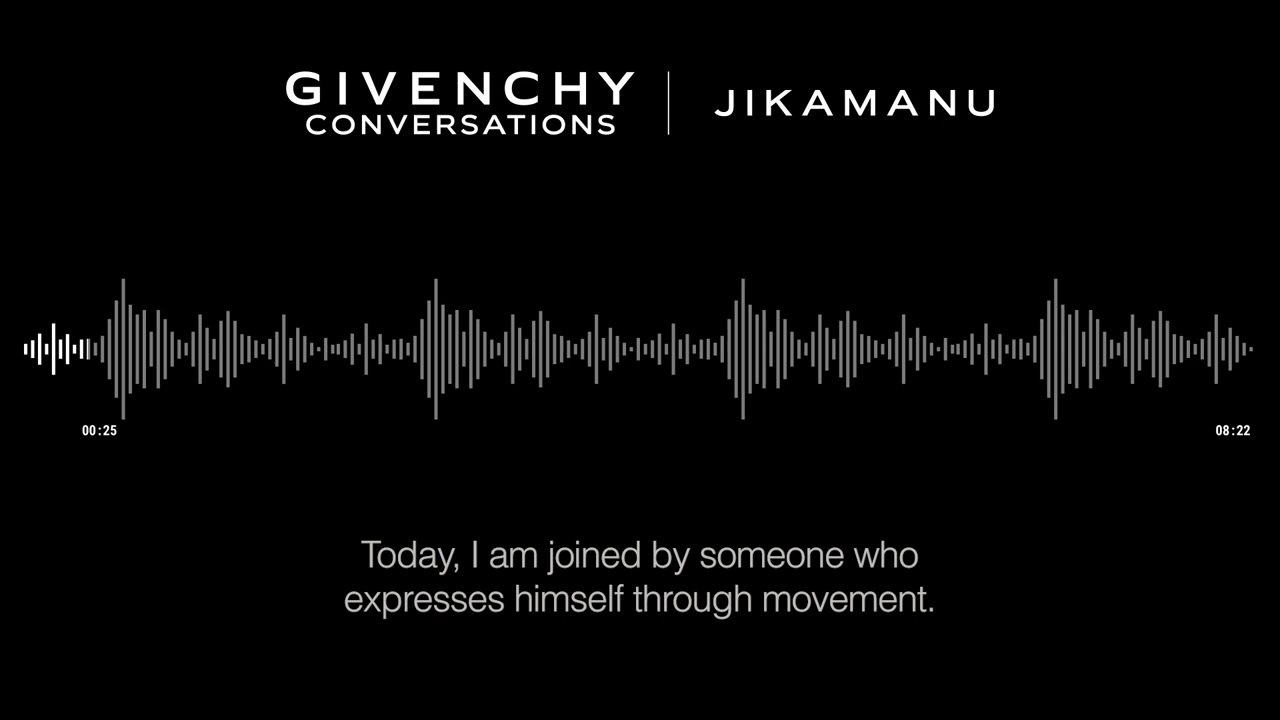 GIVENCHY
CONVERSATIONS
JIKAMANU
00:25
08:22
Today, I am joined by someone who
expresses himself through movement.